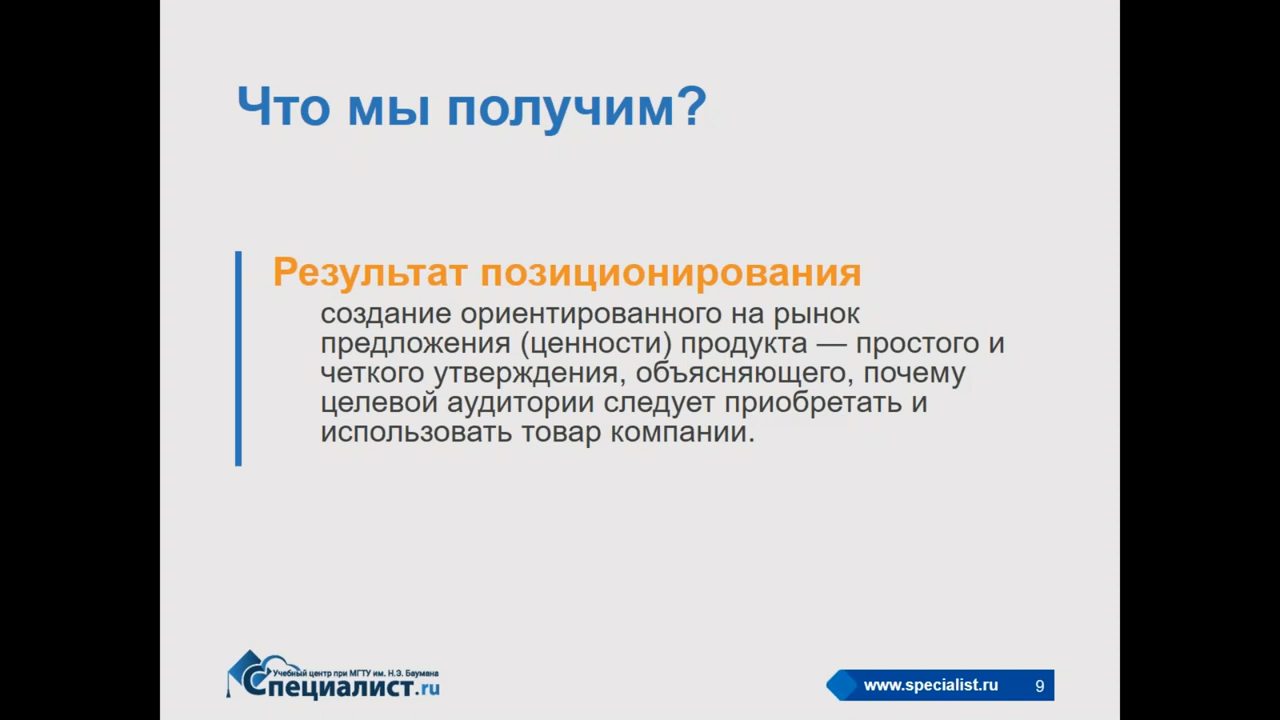 Что мы получим?
Результат позиционирования
создание ориентированного на рынок
предложения (ценности) продукта — простого и
четкого утверждения, объясняющего, почему
целевой аудитории следует приобретать и
использовать товар компании.
Учебный центр при МГТУ им. Н.Э. Баумана
Специалист.ru
www.specialist.ru 9